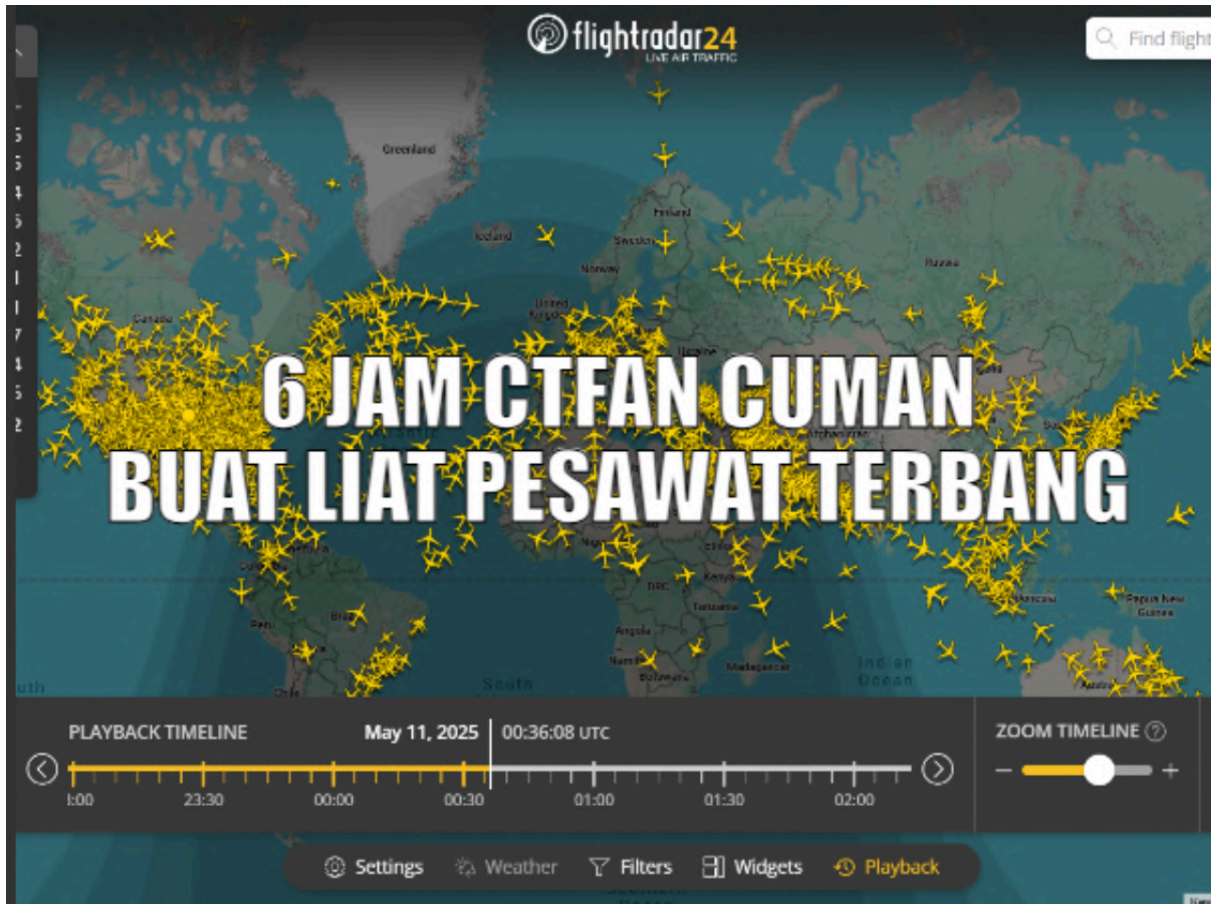 flightradar24
LIVE AIR TRAFFIC
Find flight
Greenland
Finland
Iceland
Sweden
Norway
Russia
United
Canada
Ukraine
6 JAM CTFAN CUMAN
Afghanistan
BUAT LIAT PESAWAT TERBANG
DRC
Kenya
Tanzania
Indonesia
Papua New
Guinea
Peru
Angola
Madagascar
Indian
Ocean
Botswana
South
Chile
PLAYBACK TIMELINE
May 11, 2025
00:36:08 UTC
ZOOM TIMELINE
23:30
00:00
00:30
01:00
01:30
02:00
Settings
Weather
Filters
Widgets
Playback